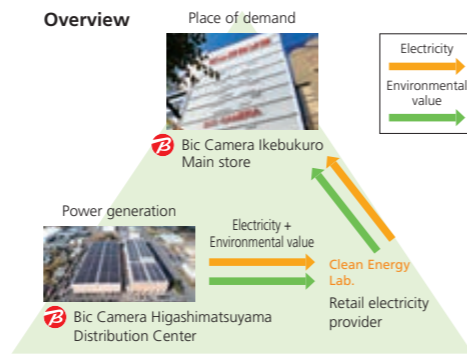 Overview
Place of demand
Electricity
Environmental
value
Bic Camera Ikebukuro
Main store
Power generation
Electricity +
Environmental value
Clean Energy
Lab.
Retail electricity
provider
Bic Camera Higashimatsuyama
Distribution Center